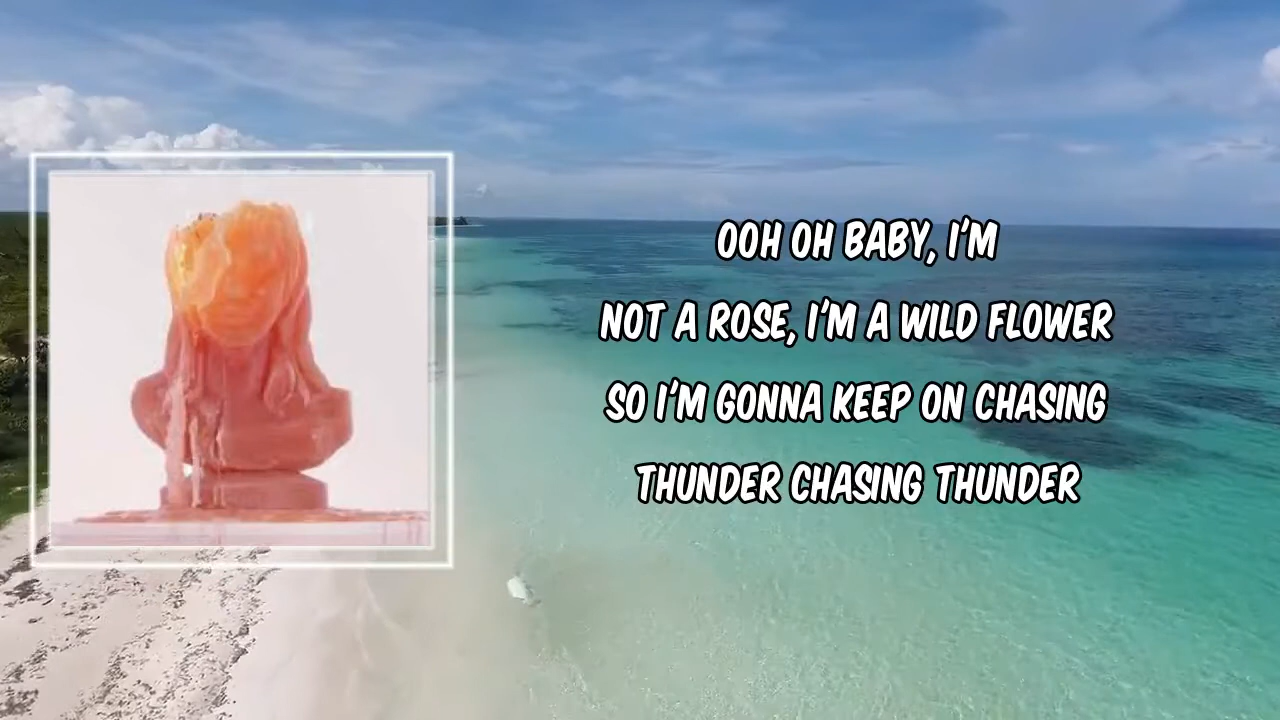 OOH OH BABY, I'M
NOT A ROSE, I'M A WILD FLOWER
SO I'M GONNA KEEP ON CHASING
THUNDER CHASING THUNDER